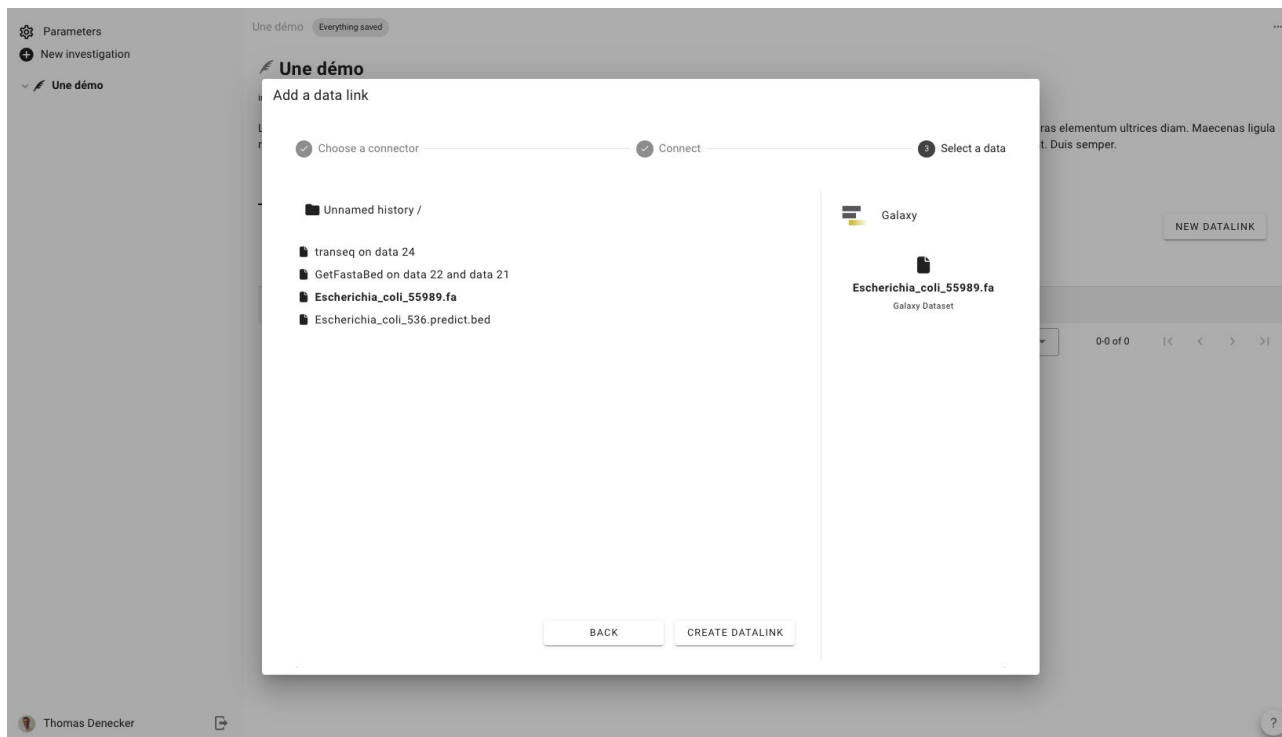 Parameters
New investigation
Une démo
Une démo Everything saved
Une démo
Add a data link
ras elementum ultrices diam. Maecenas ligula
t. Duis semper.
Choose a connector
Connect
3 Select a data
Unnamed history /
transeq on data 24
GetFastaBed on data 22 and data 21
Escherichia_coli_55989.fa
Escherichia_coli_536.predict.bed
Galaxy
Escherichia_coli_55989.fa
Galaxy Dataset
NEW DATALINK
0-0 of 0
BACK
CREATE DATALINK
Thomas Denecker
?